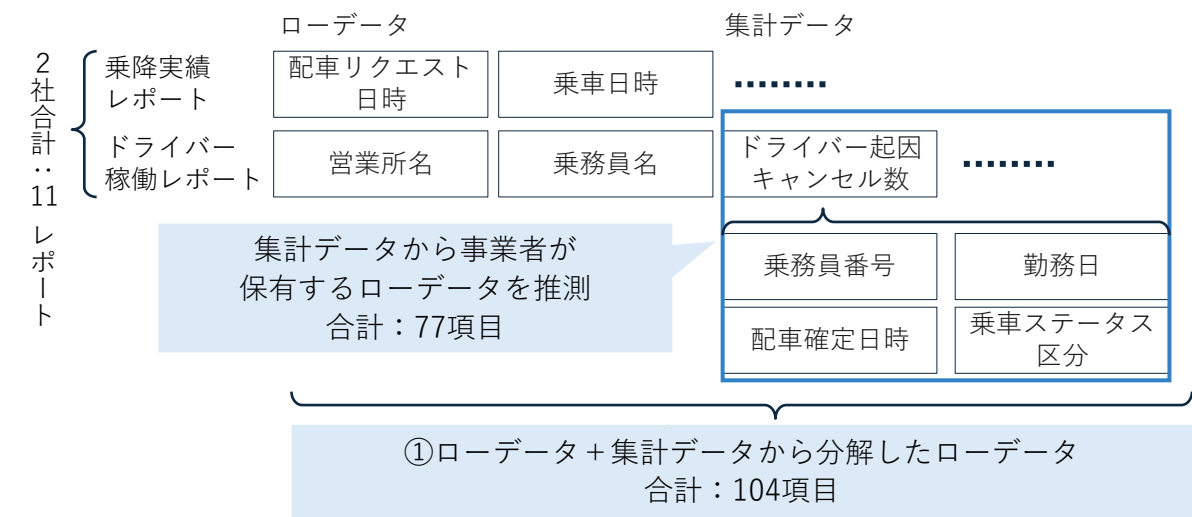 ローデータ
集計データ
2社合計：11レポート
乗降実績
レポート
配車リクエスト
日時
乗車日時
ドライバー
稼働レポート
営業所名
乗務員名
ドライバー起因
キャンセル数
集計データから事業者が
保有するローデータを推測
合計：77項目
乗務員番号
勤務日
配車確定日時
乗車ステータス
区分
①ローデータ＋集計データから分解したローデータ
合計：104項目